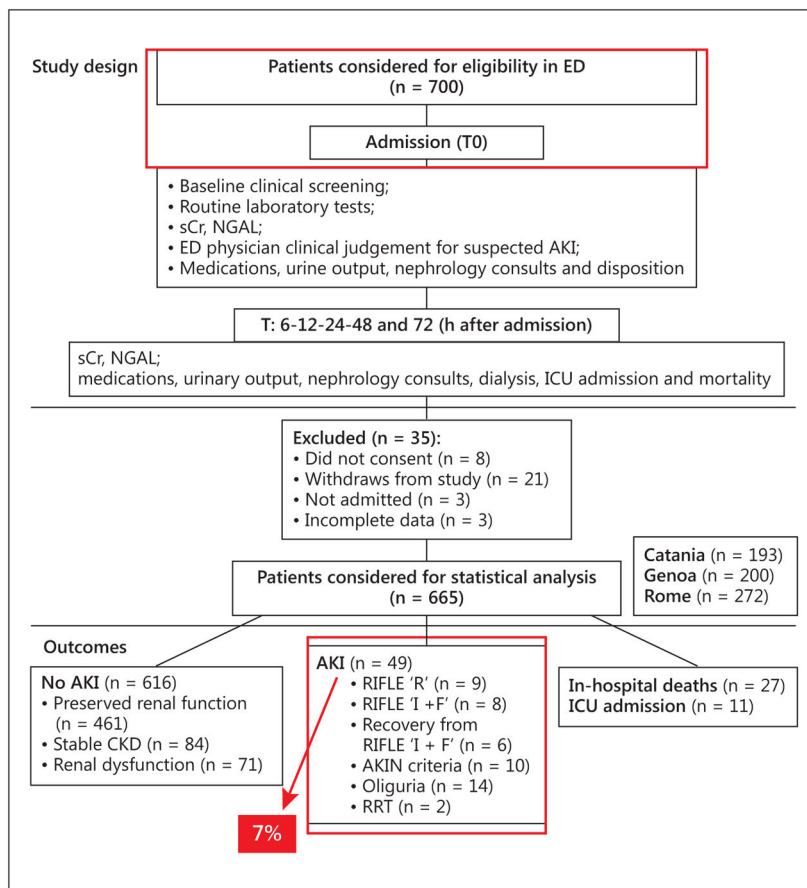 Study design
Patients considered for eligibility in ED
(n = 700)
Admission (T0)
• Baseline clinical screening;
• Routine laboratory tests;
• sCr, NGAL;
• ED physician clinical judgement for suspected AKI;
• Medications, urine output, nephrology consults and disposition
T: 6-12-24-48 and 72 (h after admission)
sCr, NGAL;
medications, urinary output, nephrology consults, dialysis, ICU admission and mortality
Excluded (n = 35):
• Did not consent (n = 8)
• Withdraws from study (n = 21)
• Not admitted (n = 3)
• Incomplete data (n = 3)
Patients considered for statistical analysis
(n = 665)
Catania (n = 193)
Genoa (n = 200)
Rome (n = 272)
Outcomes
No AKI (n = 616)
• Preserved renal function
(n = 461)
• Stable CKD (n = 84)
• Renal dysfunction (n = 71)
AKI (n = 49)
• RIFLE 'R' (n = 9)
• RIFLE 'I +F' (n = 8)
• Recovery from
RIFLE 'I + F' (n = 6)
• AKIN criteria (n = 10)
• Oliguria (n = 14)
• RRT (n = 2)
In-hospital deaths (n = 27)
ICU admission (n = 11)
7%